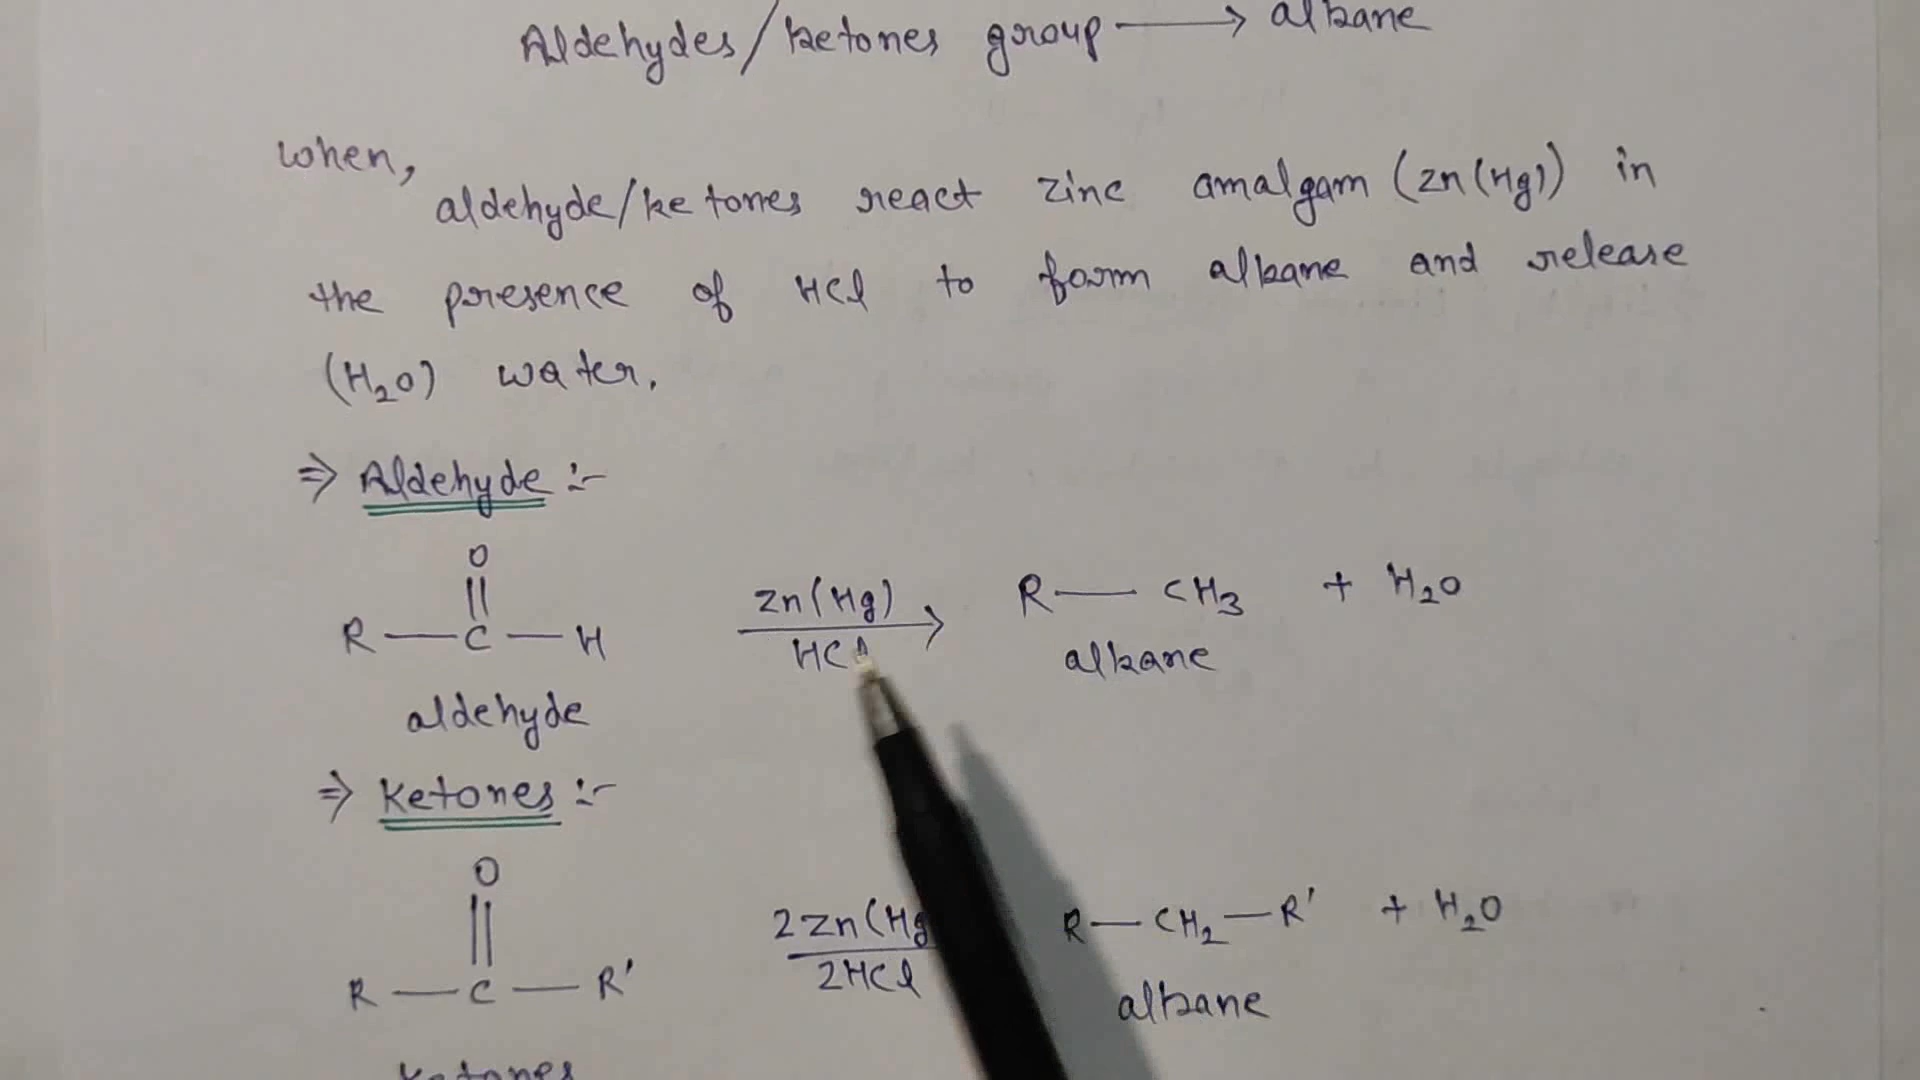 Aldehydes/ketones group ⟶ alkane
When,
aldehyde/ketones react zinc amalgam (Zn(Hg)) in
the presence of HCl to form alkane and release
(H₂O) water.
⇒ Aldehyde :-
O
||
R — C — H
Zn(Hg)
HCl
⟶
R — CH₃ + H₂O
aldehyde
alkane
⇒ Ketones :-
O
||
R — C — R'
2Zn(Hg
2HCl
R — CH₂ — R' + H₂O
alkane
Ketones